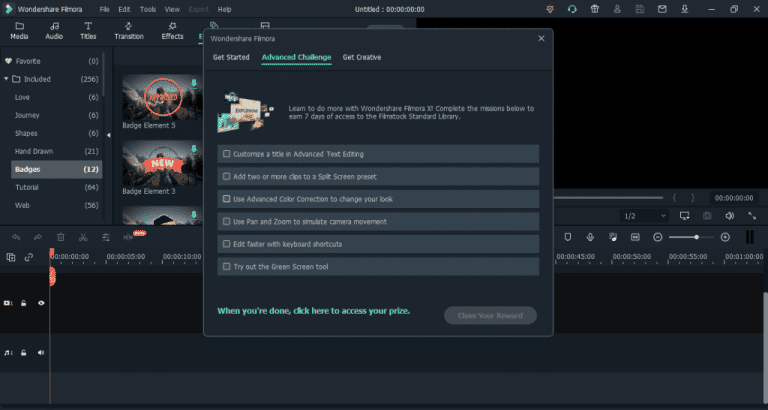 Wondershare Filmora
File Edit Tools View Export Help
Untitled : 00:00:00:00
Media Audio Titles Transition Effects
Wondershare Filmora
Get Started Advanced Challenge Get Creative
Favorite (0)
Included (256)
Love (6)
Journey (6)
Shapes (6)
Hand Drawn (21)
Badges (12)
Tutorial (64)
Web (56)
Badge Element 5
NEW
Badge Element 3
Learn to do more with Wondershare Filmora X! Complete the missions below to
earn 7 days of access to the Filmstock Standard Library.
Customize a title in Advanced Text Editing
Add two or more clips to a Split Screen preset
Use Advanced Color Correction to change your look
Use Pan and Zoom to simulate camera movement
Edit faster with keyboard shortcuts
Try out the Green Screen tool
When you're done, click here to access your prize.
Claim Your Reward
{ } 00:00:00:00
1/2
00:00:00:00 00:00:05:00 00:00:10:00
00:00:45:00 00:00:50:00 00:00:55:00
1
1